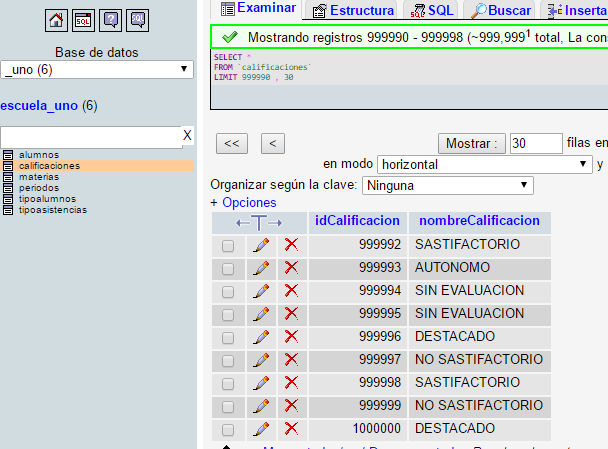 SQL
?
SQL
Base de datos
_uno (6)
escuela_uno (6)
X
alumnos
calificaciones
materias
periodos
tipoalumnos
tipoasistencias
Examinar Estructura SQL Buscar Inserta
Mostrando registros 999990 - 999998 (~999,999¹ total, La cons
SELECT *
FROM `calificaciones`
LIMIT 999990 , 30
<< < Mostrar : 30 filas em
en modo horizontal y
Organizar según la clave: Ninguna
+ Opciones
←T→ idCalificacion nombreCalificacion
999992 SASTIFACTORIO
999993 AUTONOMO
999994 SIN EVALUACION
999995 SIN EVALUACION
999996 DESTACADO
999997 NO SASTIFACTORIO
999998 SASTIFACTORIO
999999 NO SASTIFACTORIO
1000000 DESTACADO